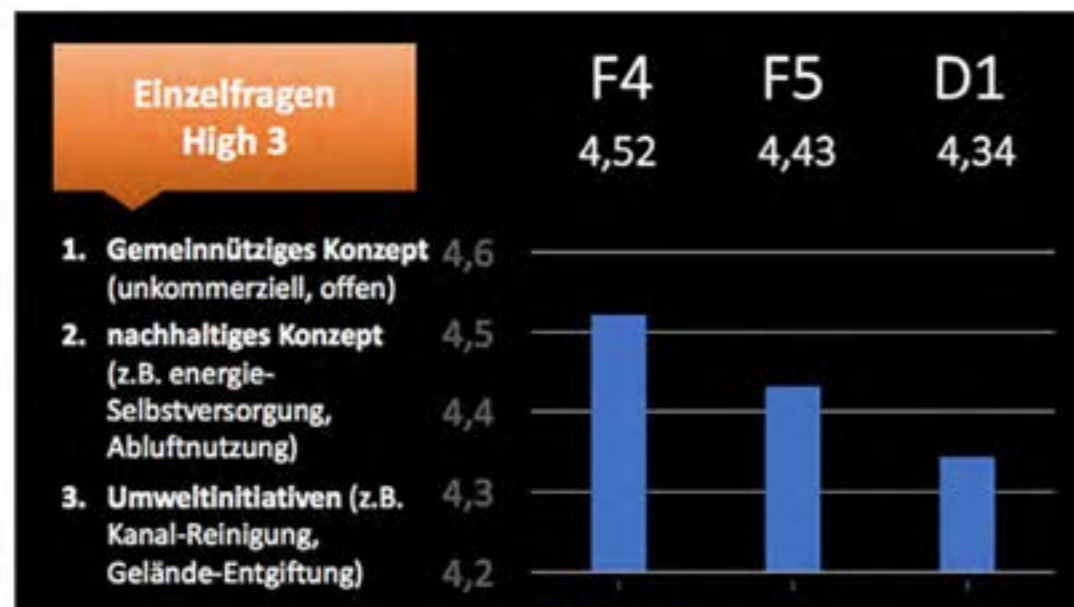 Einzelfragen
High 3
F4 F5 D1
4,52 4,43 4,34
1. Gemeinnütziges Konzept
(unkommerziell, offen)
2. nachhaltiges Konzept
(z.B. energie-
Selbstversorgung,
Abluftnutzung)
3. Umweltinitiativen (z.B.
Kanal-Reinigung,
Gelände-Entgiftung)
4,6
4,5
4,4
4,3
4,2